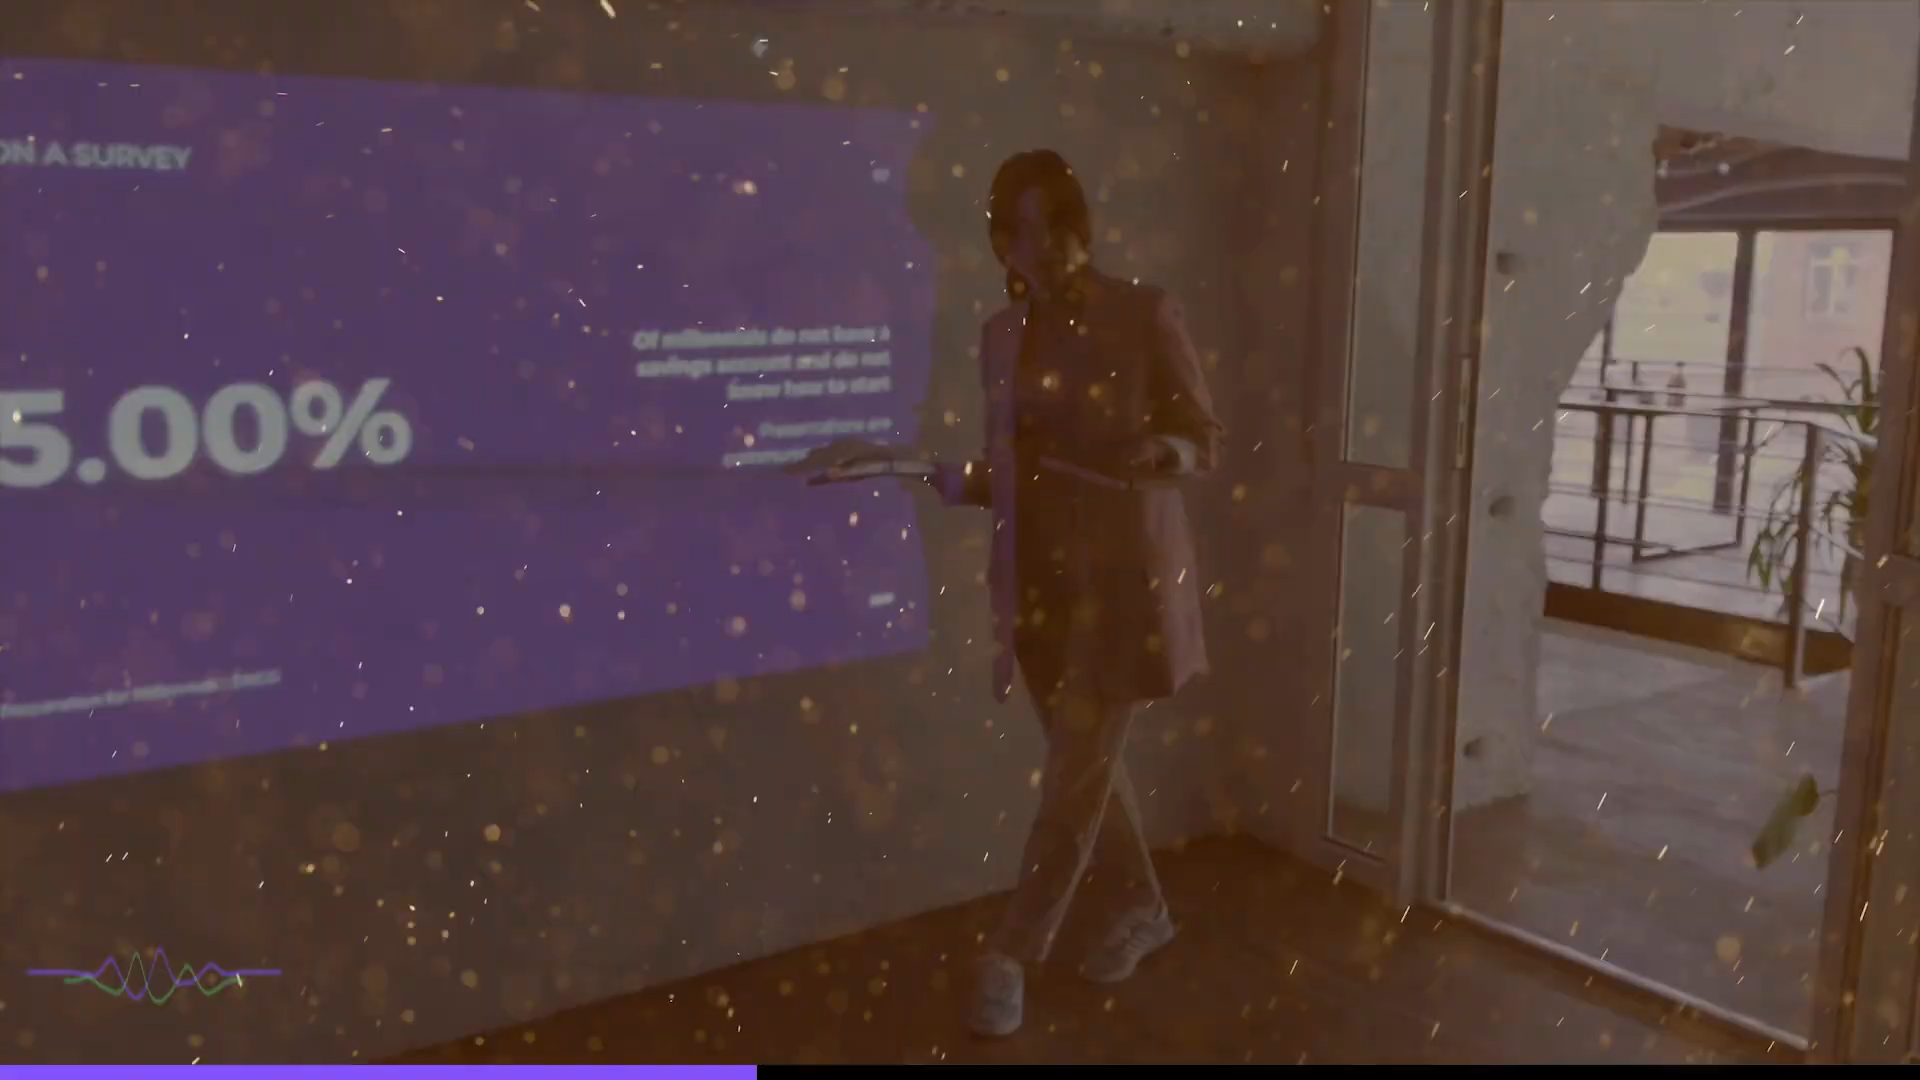 ON A SURVEY
5.00%
Of millennials do not have a
savings account and do not
know how to start
Presentations are